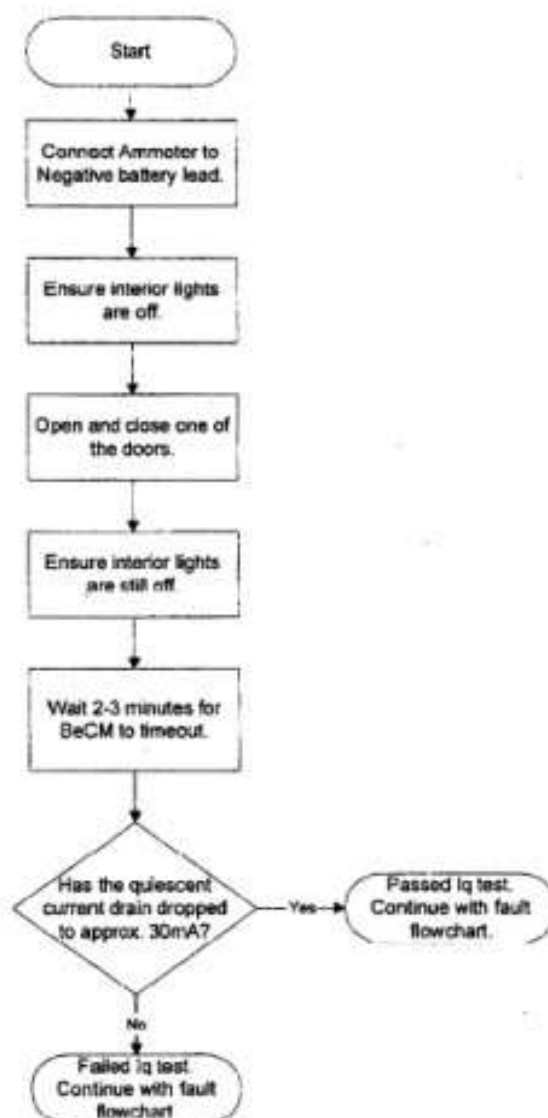 Start
Connect Ammeter to
Negative battery lead.
Ensure interior lights
are off.
Open and close one of
the doors.
Ensure interior lights
are still off.
Wait 2-3 minutes for
BeCM to timeout.
Has the quiescent
current drain dropped
to approx. 30mA?
Yes
Passed Iq test.
Continue with fault
flowchart.
No
Failed Iq test.
Continue with fault
flowchart